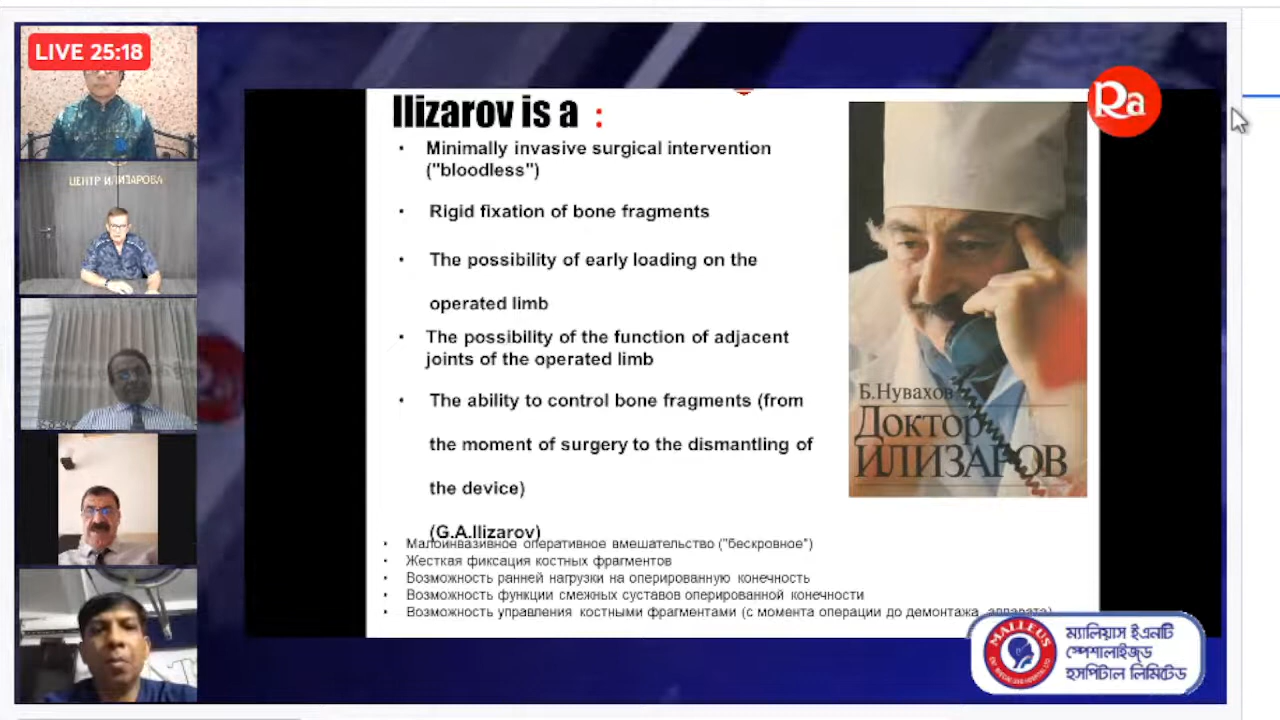 LIVE 25:18
ЦЕНТР ИЛИЗАРОВА
Ra
Ilizarov is a :
• Minimally invasive surgical intervention
("bloodless")
• Rigid fixation of bone fragments
• The possibility of early loading on the
operated limb
• The possibility of the function of adjacent
joints of the operated limb
• The ability to control bone fragments (from
the moment of surgery to the dismantling of
the device)
(G.A.Ilizarov)
• Малоинвазивное оперативное вмешательство ("бескровное")
• Жесткая фиксация костных фрагментов
• Возможность ранней нагрузки на оперированную конечность
• Возможность функции смежных суставов оперированной конечности
• Возможность управления костными фрагментами (с момента операции до демонтажа аппарата)
Б.Нувахов
Доктор
ИЛИЗАРОВ
MALLEUS
ম্যালিয়াস ইএনটি
স্পেশালাইজ্‌ড
হসপিটাল লিমিটেড